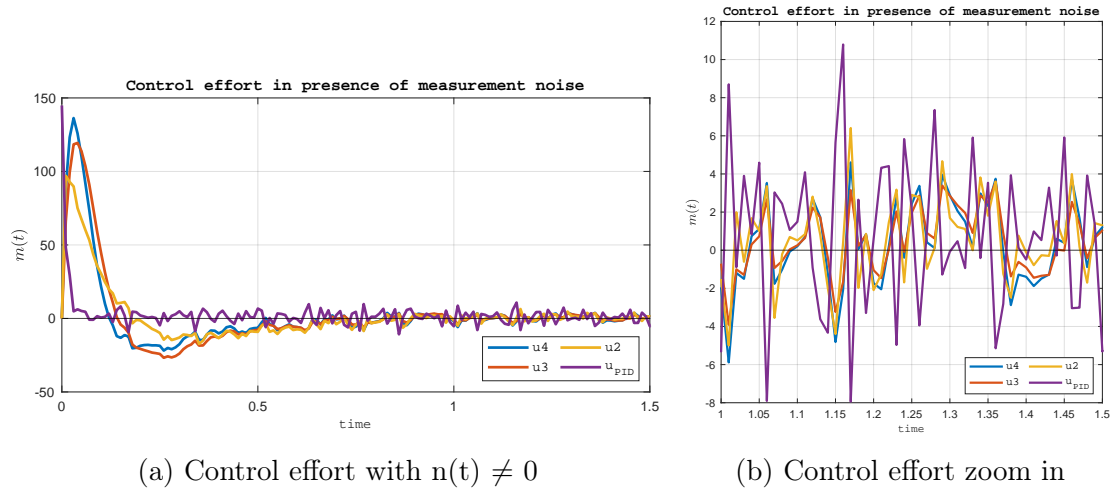 Control effort in presence of measurement noise
150
100
50
0
-50
m(t)
0
0.5
1
1.5
time
u4
u2
u3
u_PID
(a) Control effort with n(t) ≠ 0
Control effort in presence of measurement noise
12
10
8
6
4
2
0
-2
-4
-6
-8
m(t)
1
1.05
1.1
1.15
1.2
1.25
1.3
1.35
1.4
1.45
1.5
time
u4
u2
u3
u_PID
(b) Control effort zoom in